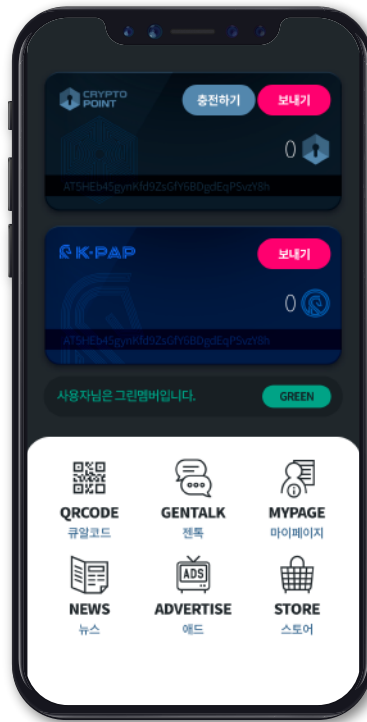 CRYPTO
POINT
충전하기
보내기
0
K·PAP
보내기
0
사용자님은 그린멤버입니다.
GREEN
QRCODE
큐알코드
GENTALK
젠톡
MYPAGE
마이페이지
ADS
NEWS
뉴스
ADVERTISE
애드
STORE
스토어